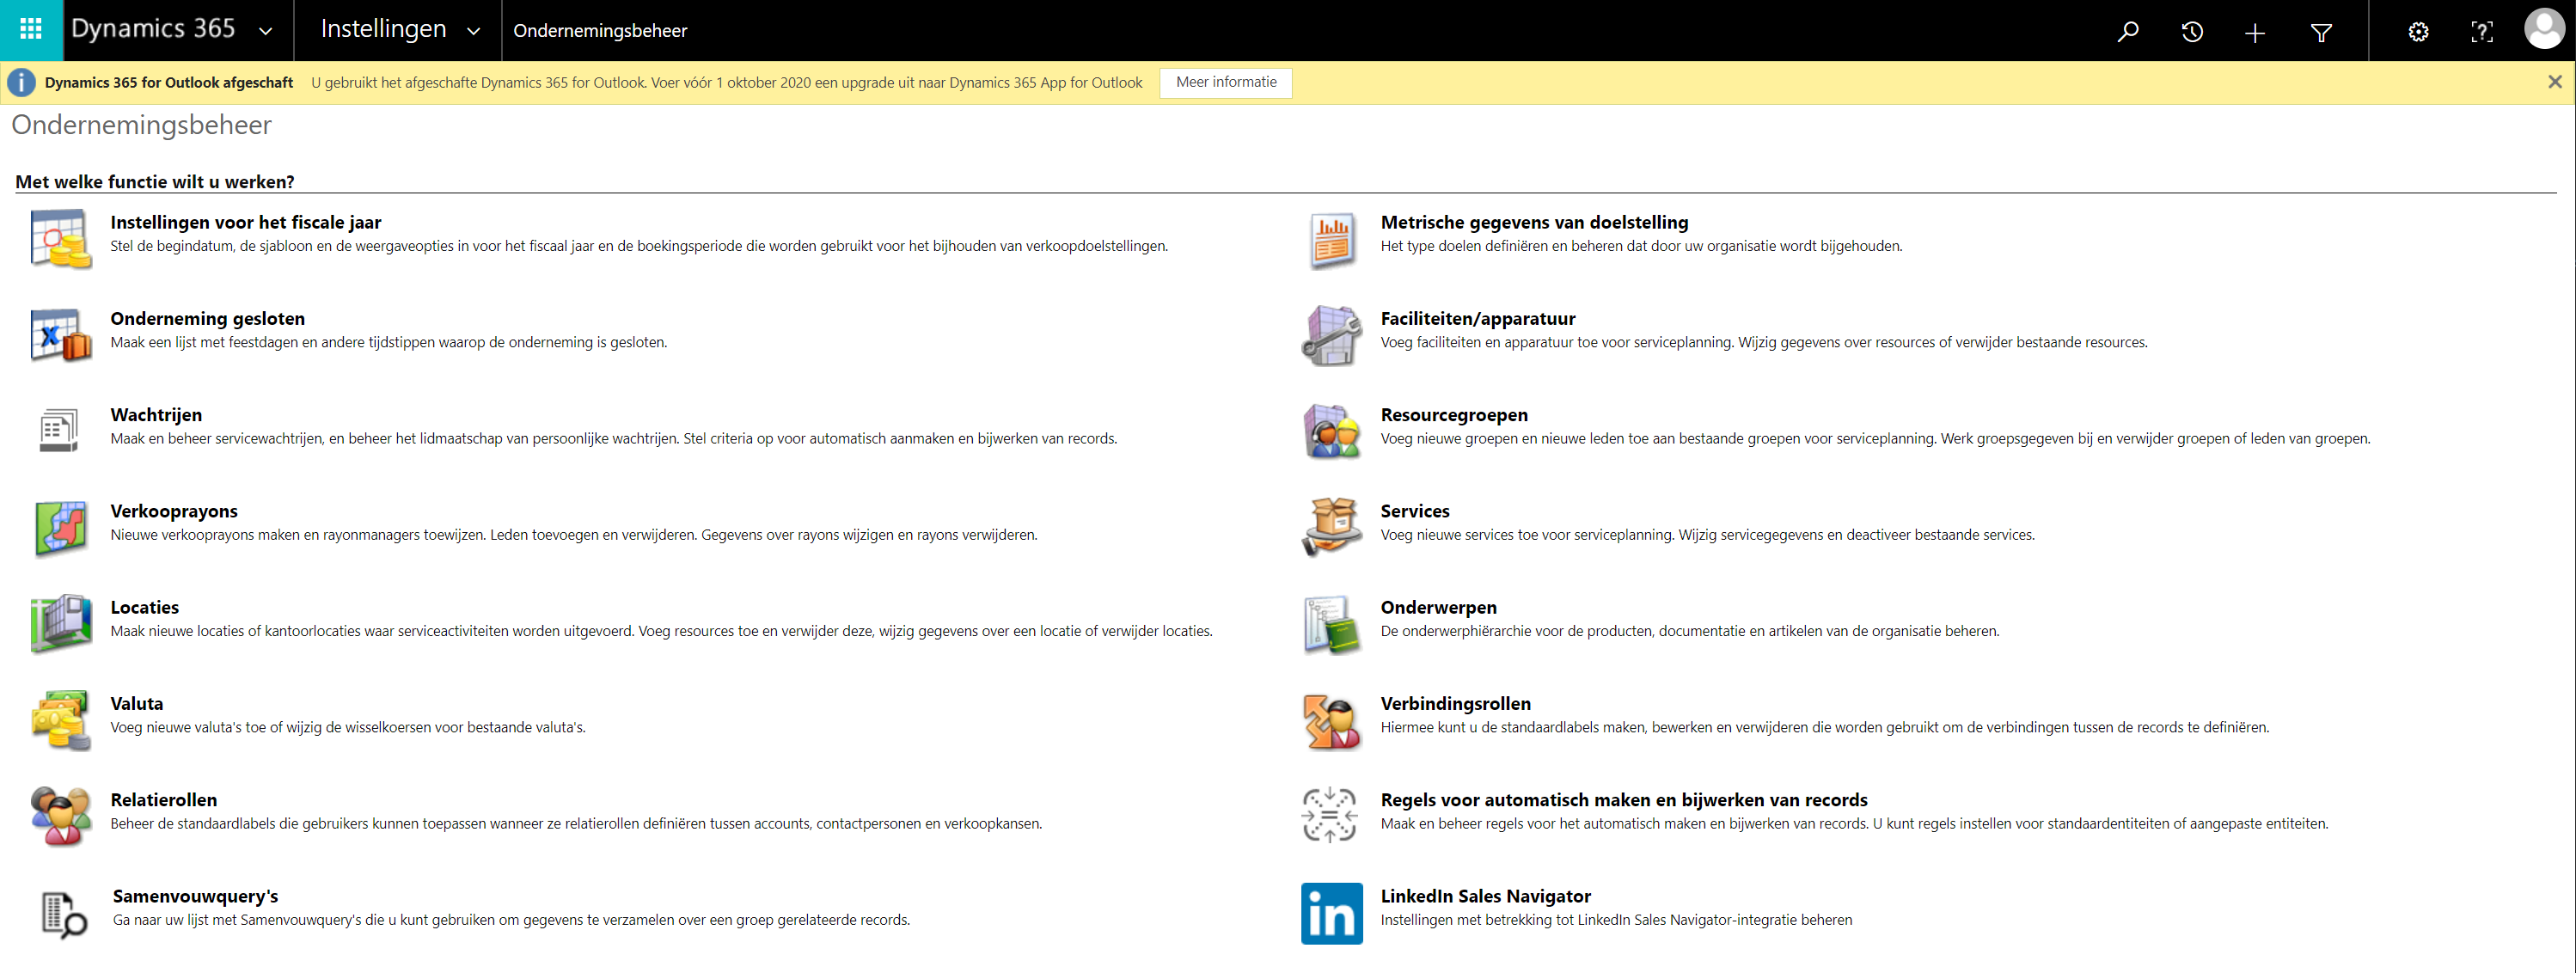 Dynamics 365
Instellingen
Ondernemingsbeheer
Dynamics 365 for Outlook afgeschaft U gebruikt het afgeschafte Dynamics 365 for Outlook. Voer vóór 1 oktober 2020 een upgrade uit naar Dynamics 365 App for Outlook
Meer informatie
Ondernemingsbeheer
Met welke functie wilt u werken?
Instellingen voor het fiscale jaar
Stel de begindatum, de sjabloon en de weergaveopties in voor het fiscaal jaar en de boekingsperiode die worden gebruikt voor het bijhouden van verkoopdoelstellingen.
Metrische gegevens van doelstelling
Het type doelen definiëren en beheren dat door uw organisatie wordt bijgehouden.
Onderneming gesloten
Maak een lijst met feestdagen en andere tijdstippen waarop de onderneming is gesloten.
Faciliteiten/apparatuur
Voeg faciliteiten en apparatuur toe voor serviceplanning. Wijzig gegevens over resources of verwijder bestaande resources.
Wachtrijen
Maak en beheer servicewachtrijen, en beheer het lidmaatschap van persoonlijke wachtrijen. Stel criteria op voor automatisch aanmaken en bijwerken van records.
Resourcegroepen
Voeg nieuwe groepen en nieuwe leden toe aan bestaande groepen voor serviceplanning. Werk groepsgegeven bij en verwijder groepen of leden van groepen.
Verkooprayons
Nieuwe verkooprayons maken en rayonmanagers toewijzen. Leden toevoegen en verwijderen. Gegevens over rayons wijzigen en rayons verwijderen.
Services
Voeg nieuwe services toe voor serviceplanning. Wijzig servicegegevens en deactiveer bestaande services.
Locaties
Maak nieuwe locaties of kantoorlocaties waar serviceactiviteiten worden uitgevoerd. Voeg resources toe en verwijder deze, wijzig gegevens over een locatie of verwijder locaties.
Onderwerpen
De onderwerphiërarchie voor de producten, documentatie en artikelen van de organisatie beheren.
Valuta
Voeg nieuwe valuta's toe of wijzig de wisselkoersen voor bestaande valuta's.
Verbindingsrollen
Hiermee kunt u de standaardlabels maken, bewerken en verwijderen die worden gebruikt om de verbindingen tussen de records te definiëren.
Relatierollen
Beheer de standaardlabels die gebruikers kunnen toepassen wanneer ze relatierollen definiëren tussen accounts, contactpersonen en verkoopkansen.
Regels voor automatisch maken en bijwerken van records
Maak en beheer regels voor het automatisch maken en bijwerken van records. U kunt regels instellen voor standaardentiteiten of aangepaste entiteiten.
Samenvouwquery's
Ga naar uw lijst met Samenvouwquery's die u kunt gebruiken om gegevens te verzamelen over een groep gerelateerde records.
LinkedIn Sales Navigator
Instellingen met betrekking tot LinkedIn Sales Navigator-integratie beheren